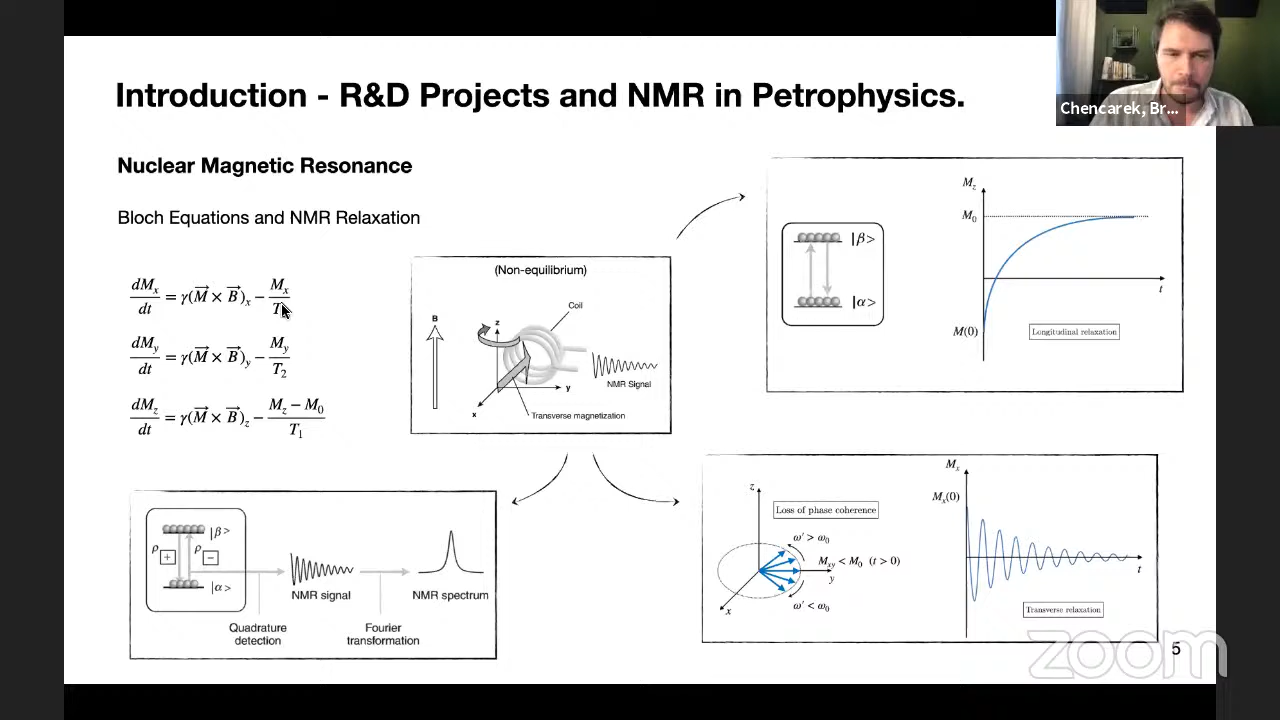 Introduction - R&D Projects and NMR in Petrophysics.
Chencarek, Br...
Nuclear Magnetic Resonance
Bloch Equations and NMR Relaxation
dMx/dt = γ(M⃗ × B⃗)x − Mx/T
dMy/dt = γ(M⃗ × B⃗)y − My/T2
dMz/dt = γ(M⃗ × B⃗)z − (Mz − M0)/T1
(Non-equilibrium)
B
z
Coil
y
x
NMR Signal
Transverse magnetization
|β>
|α>
Mz
M0
M(0)
t
Longitudinal relaxation
ρ
+
ρ
−
|β>
|α>
NMR signal
NMR spectrum
Quadrature
detection
Fourier
transformation
z
Loss of phase coherence
ω′ > ω0
Mxy < M0 (t > 0)
y
ω′ < ω0
x
Mx
Mx(0)
t
Transverse relaxation
5
zoom